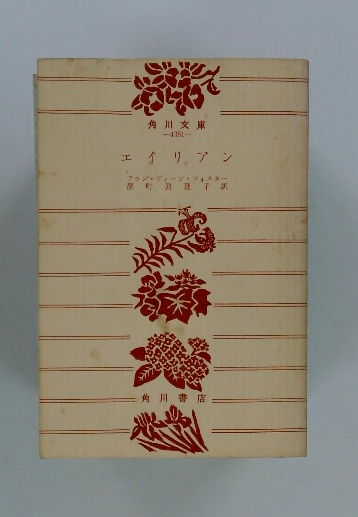 角川文庫
—4381—
エイリアン
アラン・ディーン・フォスター
深町眞理子訳
角川書店